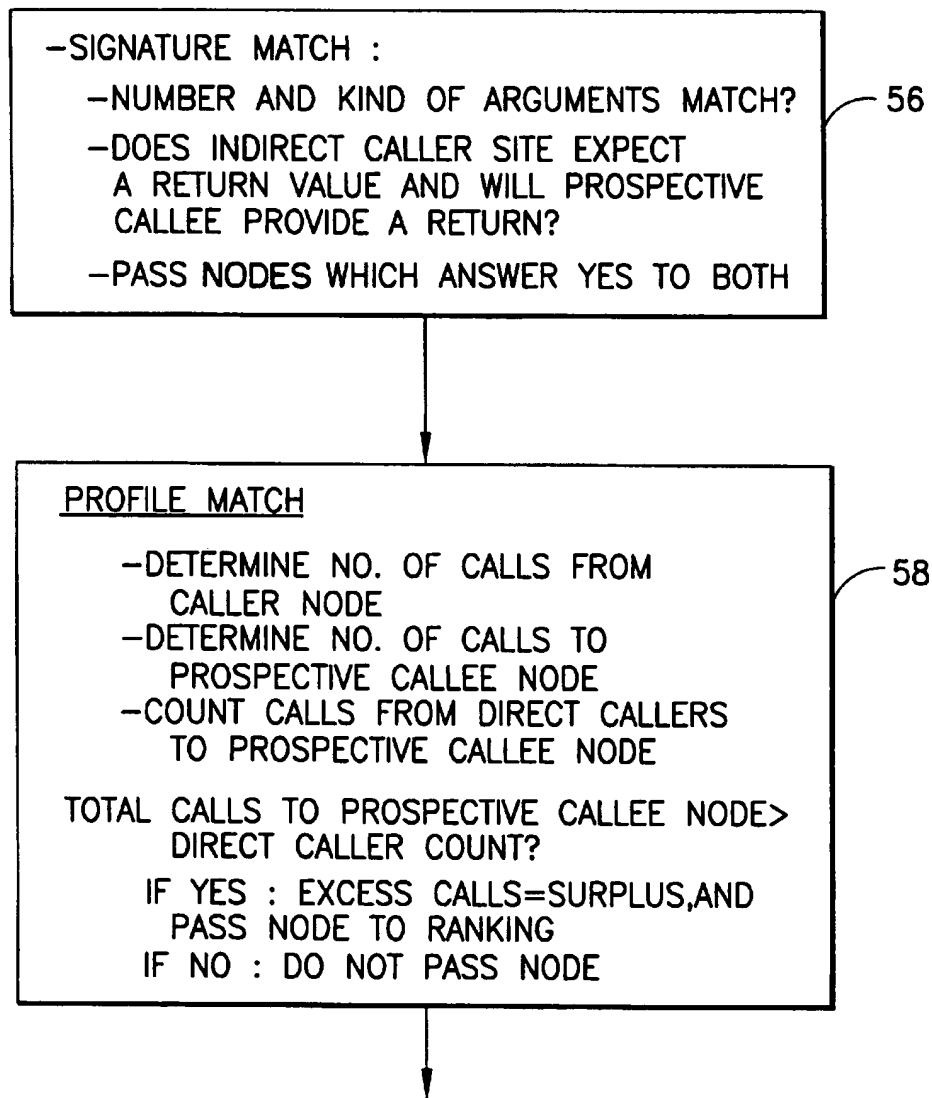 –SIGNATURE MATCH :
–NUMBER AND KIND OF ARGUMENTS MATCH?
–DOES INDIRECT CALLER SITE EXPECT
A RETURN VALUE AND WILL PROSPECTIVE
CALLEE PROVIDE A RETURN?
–PASS NODES WHICH ANSWER YES TO BOTH
56
PROFILE MATCH
–DETERMINE NO. OF CALLS FROM
CALLER NODE
–DETERMINE NO. OF CALLS TO
PROSPECTIVE CALLEE NODE
–COUNT CALLS FROM DIRECT CALLERS
TO PROSPECTIVE CALLEE NODE
TOTAL CALLS TO PROSPECTIVE CALLEE NODE>
DIRECT CALLER COUNT?
IF YES : EXCESS CALLS=SURPLUS,AND
PASS NODE TO RANKING
IF NO : DO NOT PASS NODE
58